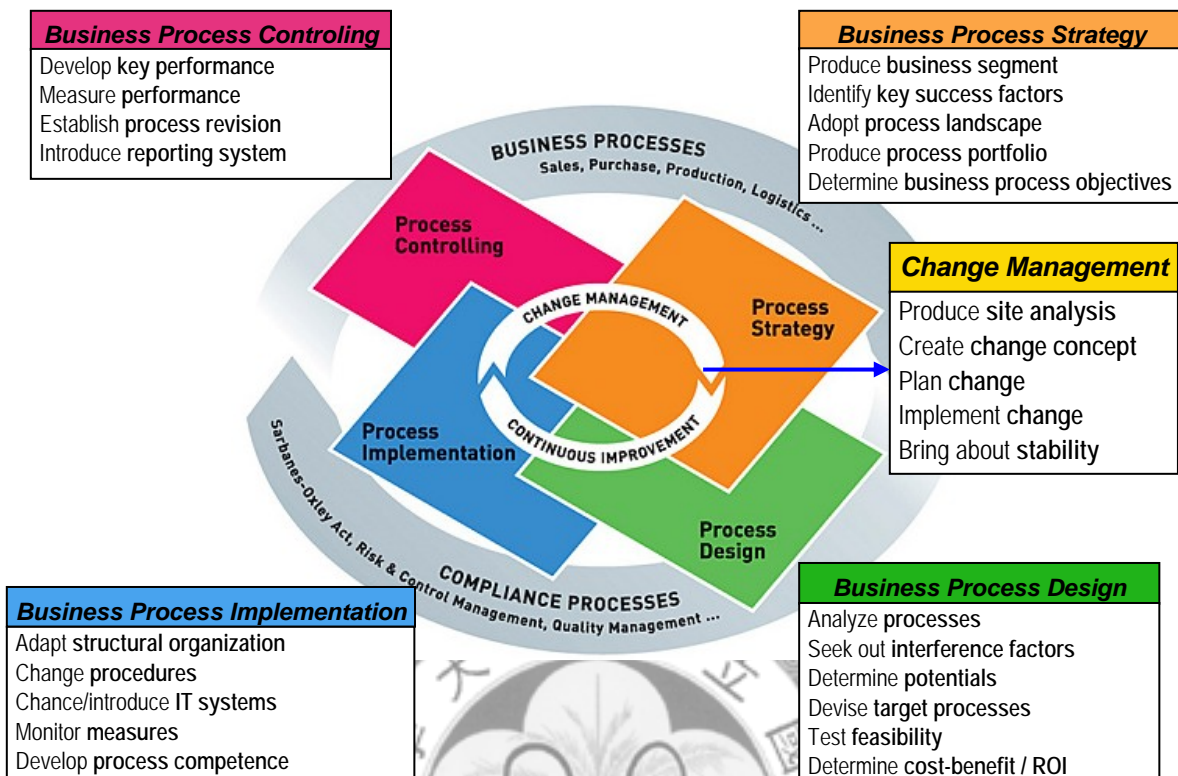 Business Process Controling
Develop key performance
Measure performance
Establish process revision
Introduce reporting system
Business Process Strategy
Produce business segment
Identify key success factors
Adopt process landscape
Produce process portfolio
Determine business process objectives
BUSINESS PROCESSES
Sales, Purchase, Production, Logistics ...
Process
Controlling
CHANGE MANAGEMENT
Process
Strategy
Change Management
Produce site analysis
Create change concept
Plan change
Implement change
Bring about stability
Process
Implementation
CONTINUOUS IMPROVEMENT
Process
Design
COMPLIANCE PROCESSES
Sarbanes-Oxley Act, Risk & Control Management, Quality Management ...
Business Process Implementation
Adapt structural organization
Change procedures
Chance/introduce IT systems
Monitor measures
Develop process competence
Business Process Design
Analyze processes
Seek out interference factors
Determine potentials
Devise target processes
Test feasibility
Determine cost-benefit / ROI
大
立